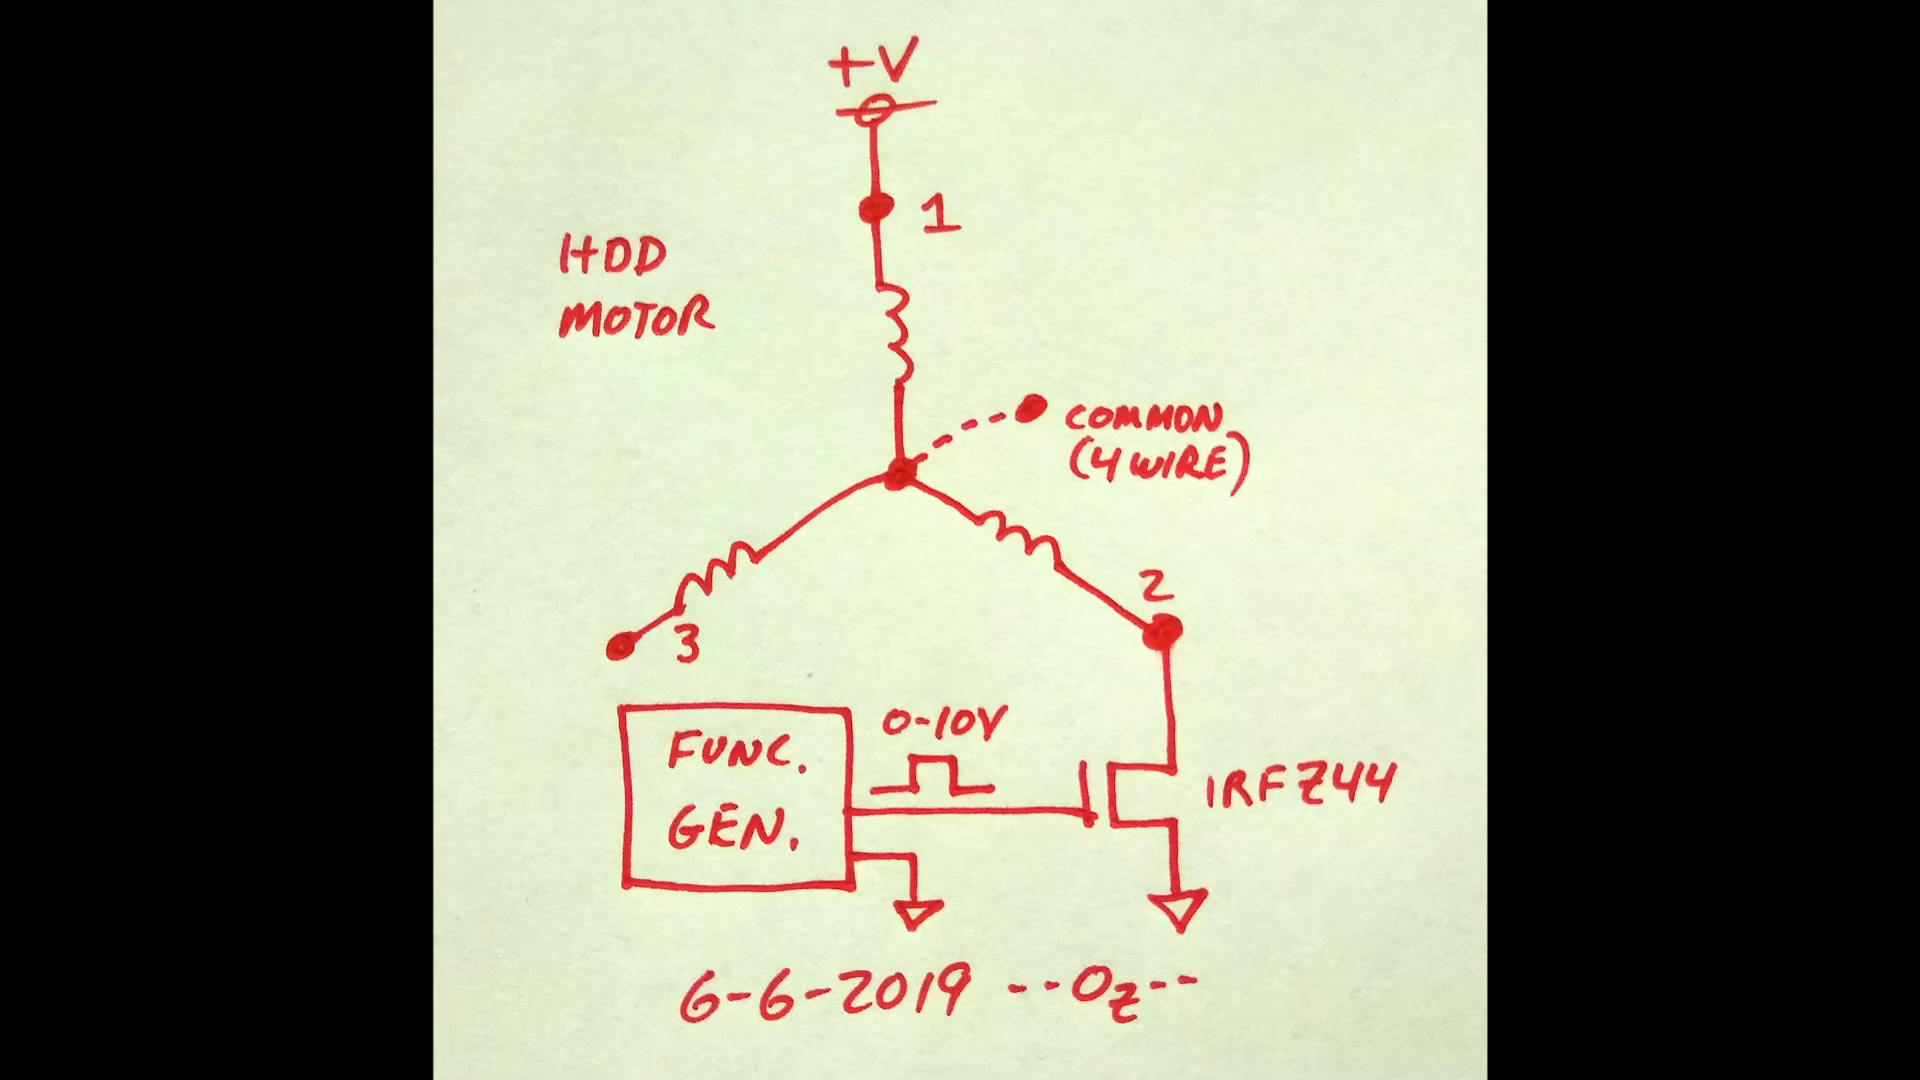 +V
1
HDD
MOTOR
COMMON
(4 WIRE)
2
3
0-10V
FUNC.
GEN.
IRFZ44
6-6-2019 --Oz--